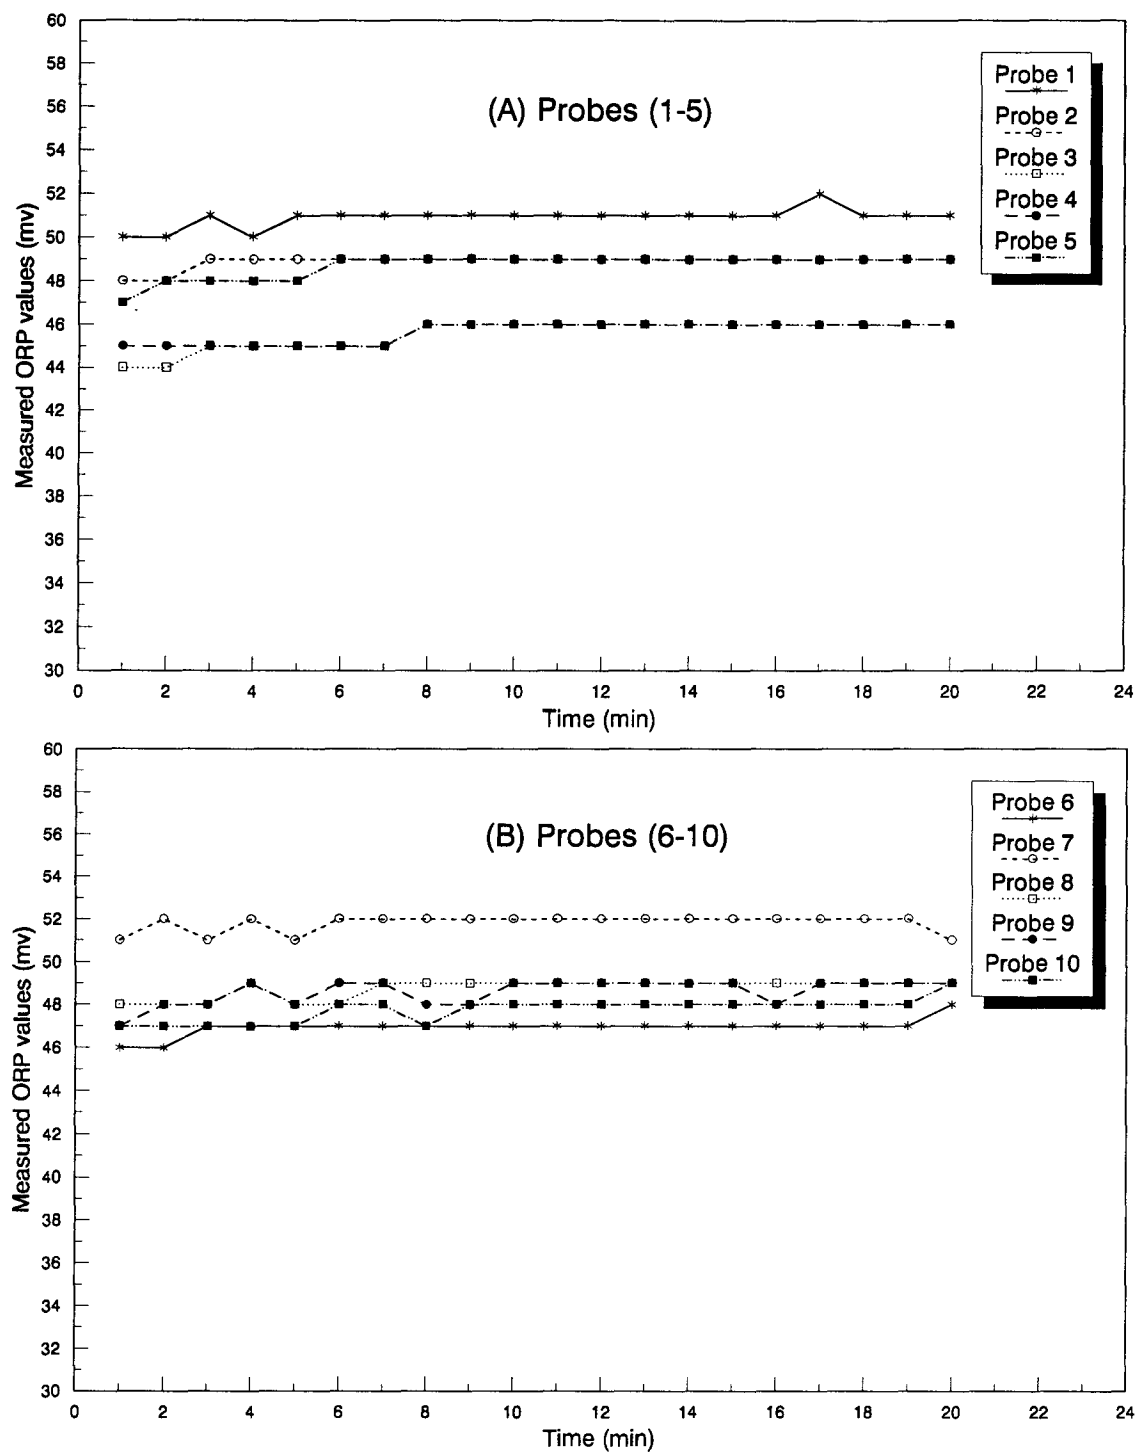 60
58
56
54
52
50
48
46
44
42
40
38
36
34
32
30
Measured ORP values (mv)
(A) Probes (1-5)
Probe 1
Probe 2
Probe 3
Probe 4
Probe 5
0 2 4 6 8 10 12 14 16 18 20 22 24
Time (min)
60
58
56
54
52
50
48
46
44
42
40
38
36
34
32
30
Measured ORP values (mv)
(B) Probes (6-10)
Probe 6
Probe 7
Probe 8
Probe 9
Probe 10
0 2 4 6 8 10 12 14 16 18 20 22 24
Time (min)